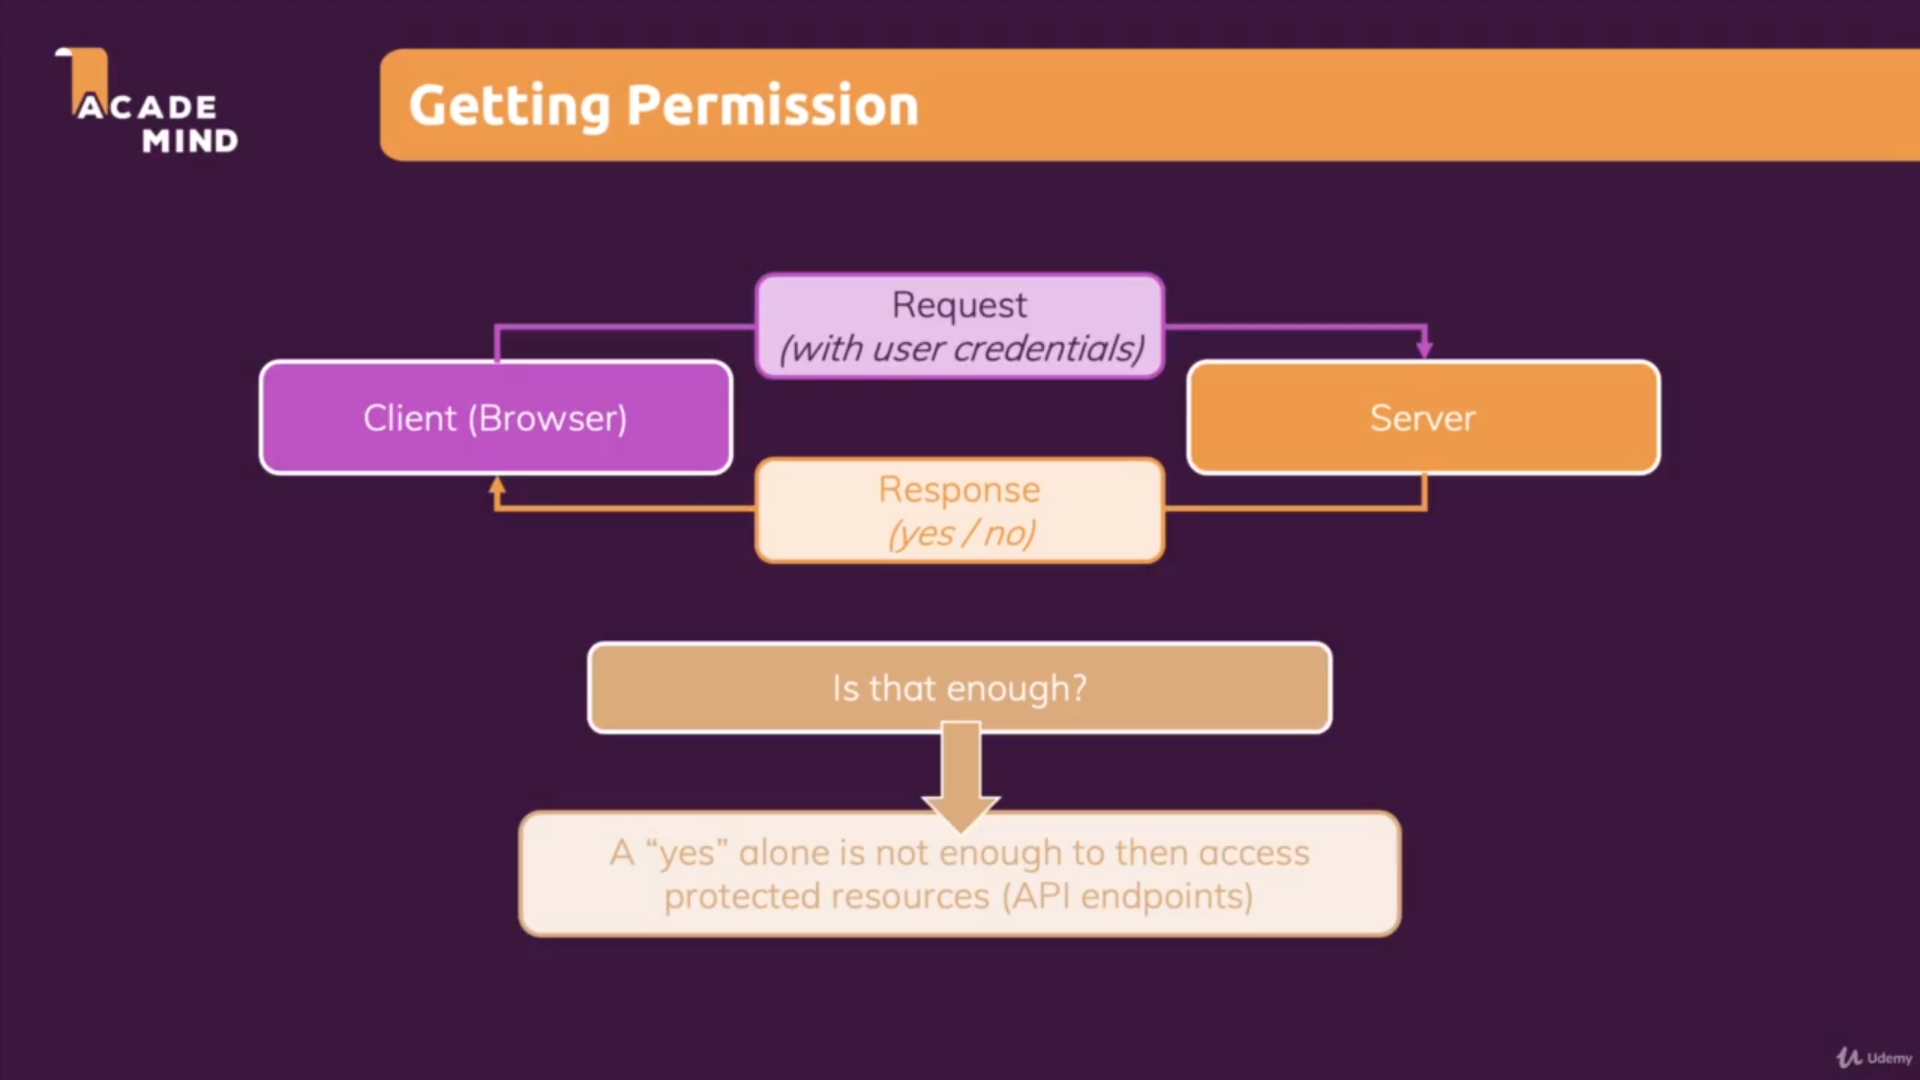 ACADE
MIND
Getting Permission
Request
(with user credentials)
Client (Browser)
Server
Response
(yes / no)
Is that enough?
A “yes” alone is not enough to then access
protected resources (API endpoints)
Udemy